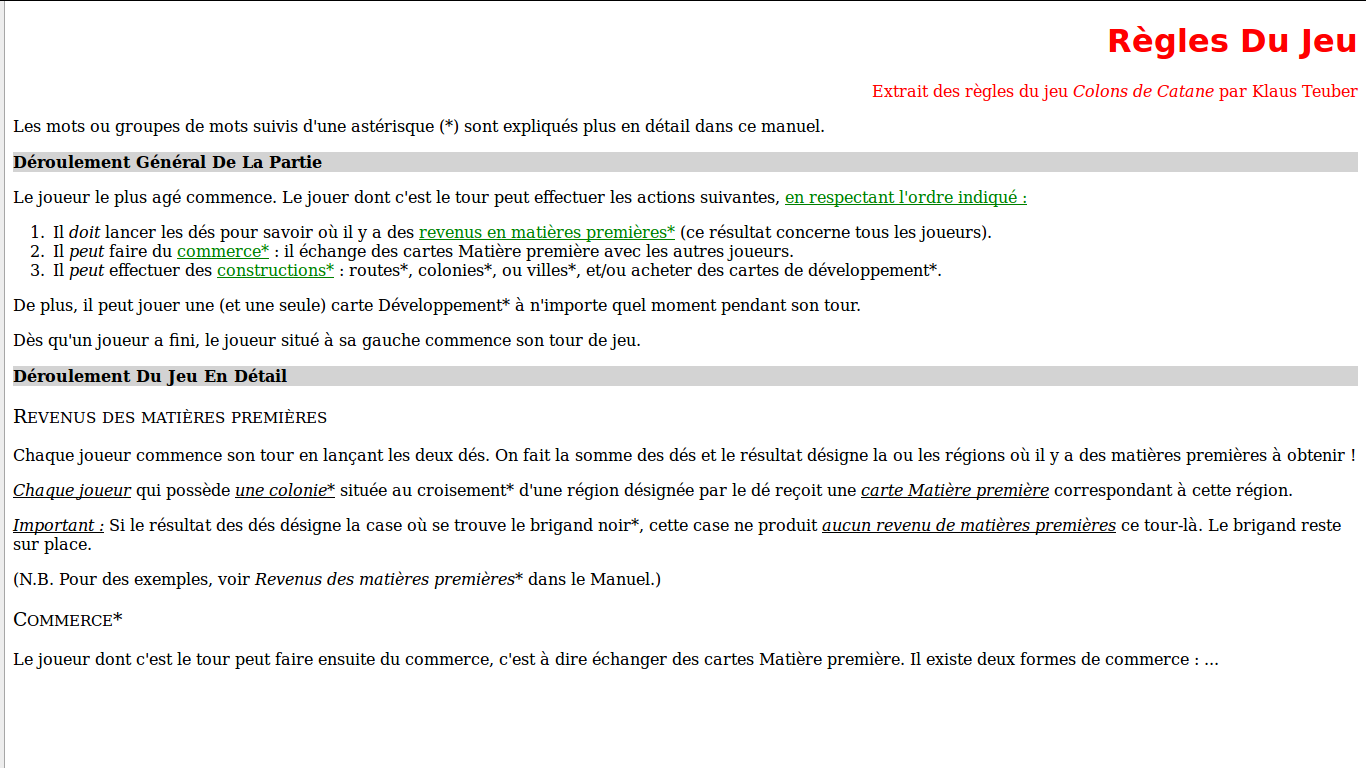 Règles Du Jeu
Extrait des règles du jeu Colons de Catane par Klaus Teuber
Les mots ou groupes de mots suivis d'une astérisque (*) sont expliqués plus en détail dans ce manuel.
Déroulement Général De La Partie
Le joueur le plus agé commence. Le jouer dont c'est le tour peut effectuer les actions suivantes, en respectant l'ordre indiqué :
1. Il doit lancer les dés pour savoir où il y a des revenus en matières premières* (ce résultat concerne tous les joueurs).
2. Il peut faire du commerce* : il échange des cartes Matière première avec les autres joueurs.
3. Il peut effectuer des constructions* : routes*, colonies*, ou villes*, et/ou acheter des cartes de développement*.
De plus, il peut jouer une (et une seule) carte Développement* à n'importe quel moment pendant son tour.
Dès qu'un joueur a fini, le joueur situé à sa gauche commence son tour de jeu.
Déroulement Du Jeu En Détail
Revenus des matières premières
Chaque joueur commence son tour en lançant les deux dés. On fait la somme des dés et le résultat désigne la ou les régions où il y a des matières premières à obtenir !
Chaque joueur qui possède une colonie* située au croisement* d'une région désignée par le dé reçoit une carte Matière première correspondant à cette région.
Important : Si le résultat des dés désigne la case où se trouve le brigand noir*, cette case ne produit aucun revenu de matières premières ce tour-là. Le brigand reste
sur place.
(N.B. Pour des exemples, voir Revenus des matières premières* dans le Manuel.)
Commerce*
Le joueur dont c'est le tour peut faire ensuite du commerce, c'est à dire échanger des cartes Matière première. Il existe deux formes de commerce : ...